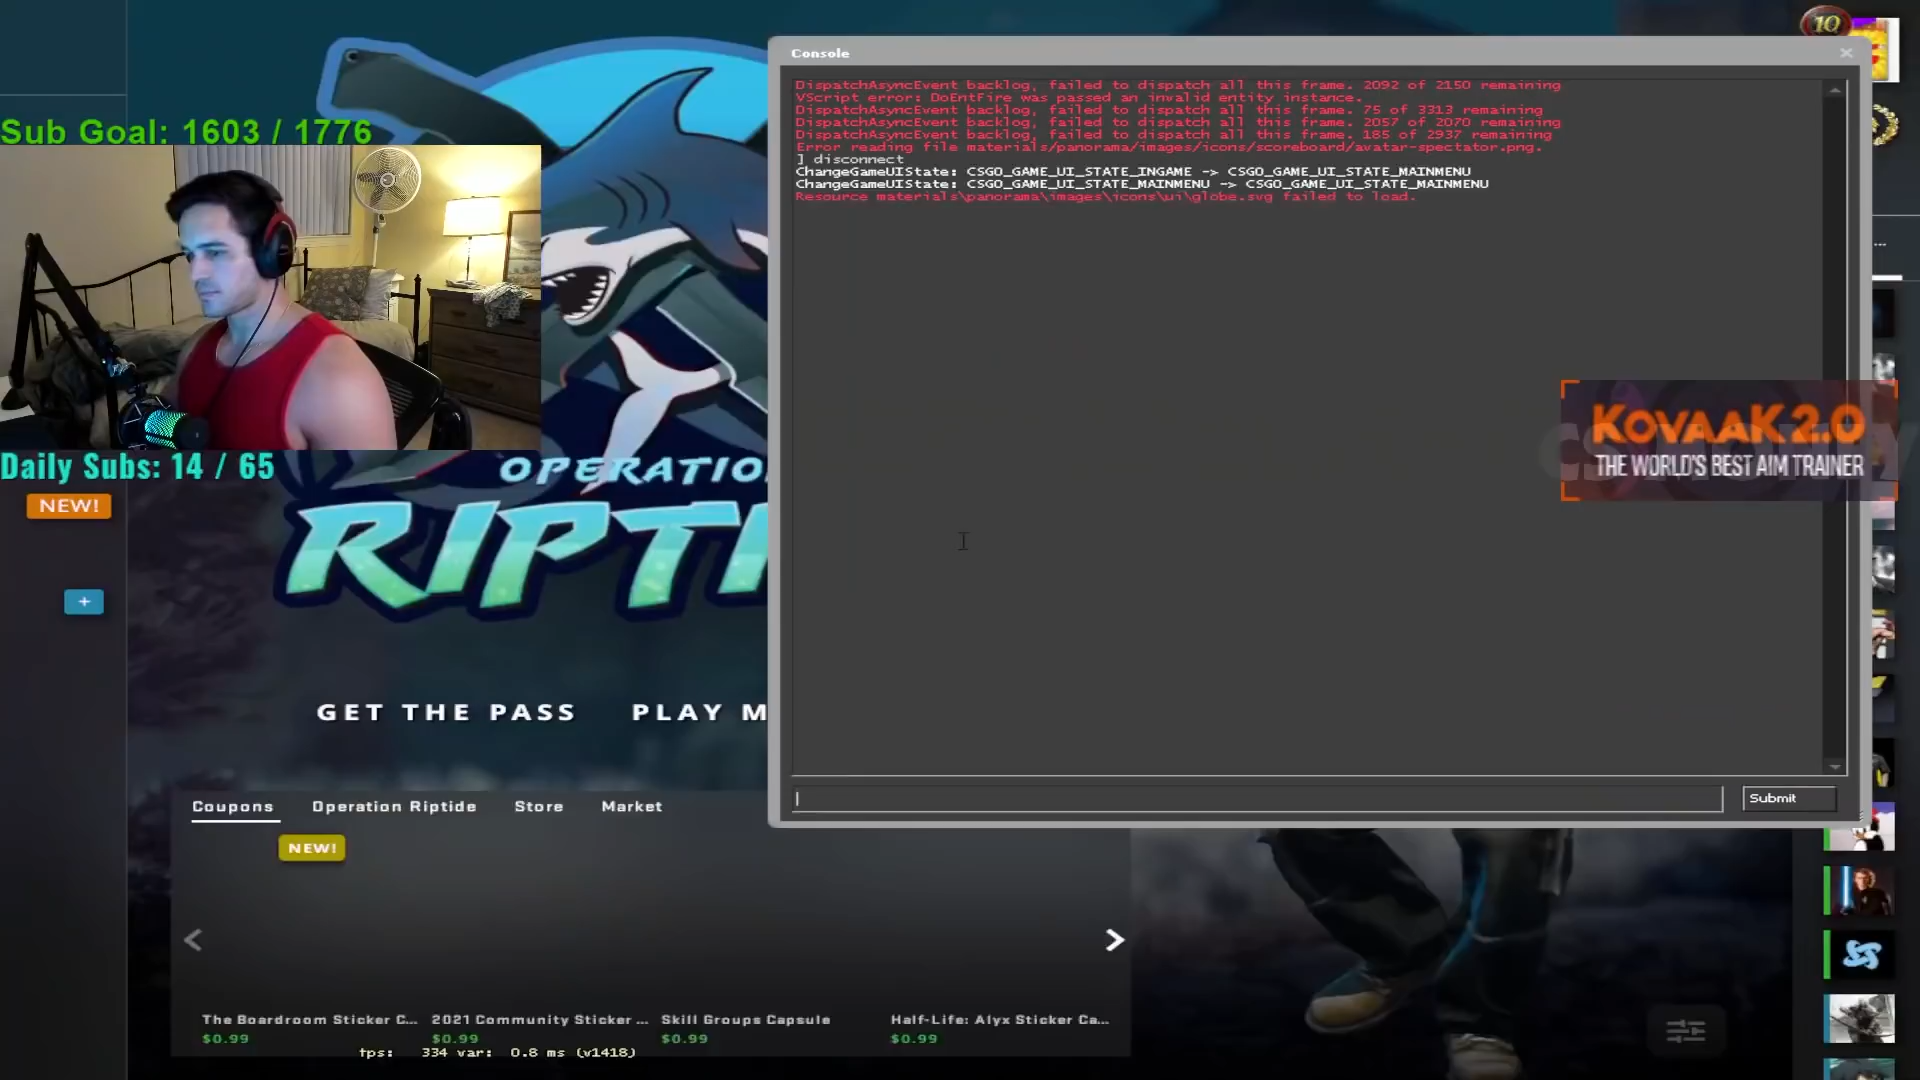 Sub Goal: 1603 / 1776
Daily Subs: 14 / 65
NEW!
+
OPERATIO
RIPTI
GET THE PASS
PLAY M
Coupons
Operation Riptide
Store
Market
NEW!
The Boardroom Sticker C...
$0.99
2021 Community Sticker ...
$0.99
Skill Groups Capsule
$0.99
Half-Life: Alyx Sticker Ca...
$0.99
fps: 334 var: 0.8 ms (v1418)
Console
DispatchAsyncEvent backlog, failed to dispatch all this frame. 2092 of 2150 remaining
VScript error: DoEntFire was passed an invalid entity instance.
DispatchAsyncEvent backlog, failed to dispatch all this frame. 75 of 3313 remaining
DispatchAsyncEvent backlog, failed to dispatch all this frame. 2057 of 2070 remaining
DispatchAsyncEvent backlog, failed to dispatch all this frame. 185 of 2937 remaining
Error reading file materials/panorama/images/icons/scoreboard/avatar-spectator.png.
] disconnect
ChangeGameUIState: CSGO_GAME_UI_STATE_INGAME -> CSGO_GAME_UI_STATE_MAINMENU
ChangeGameUIState: CSGO_GAME_UI_STATE_MAINMENU -> CSGO_GAME_UI_STATE_MAINMENU
Resource materials\panorama\images\icons\ui\globe.svg failed to load.
Submit
10
...
KOVAAK 2.0
THE WORLD'S BEST AIM TRAINER